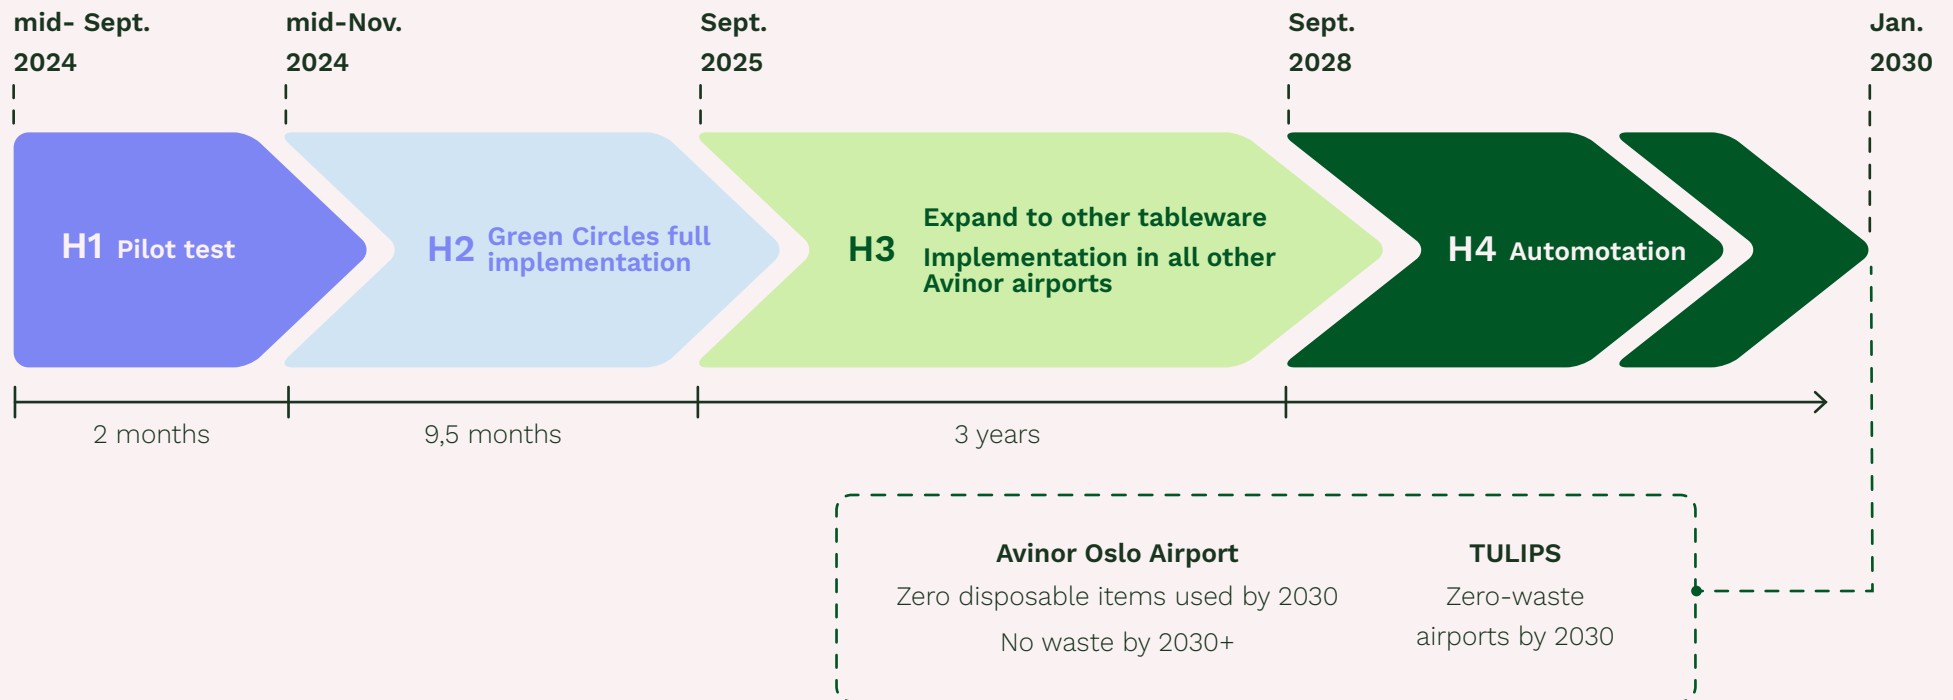 mid- Sept.
2024
mid-Nov.
2024
Sept.
2025
Sept.
2028
Jan.
2030
H1 Pilot test
H2 Green Circles full
implementation
H3
Expand to other tableware
Implementation in all other
Avinor airports
H4 Automotation
2 months
9,5 months
3 years
Avinor Oslo Airport
Zero disposable items used by 2030
No waste by 2030+
TULIPS
Zero-waste
airports by 2030